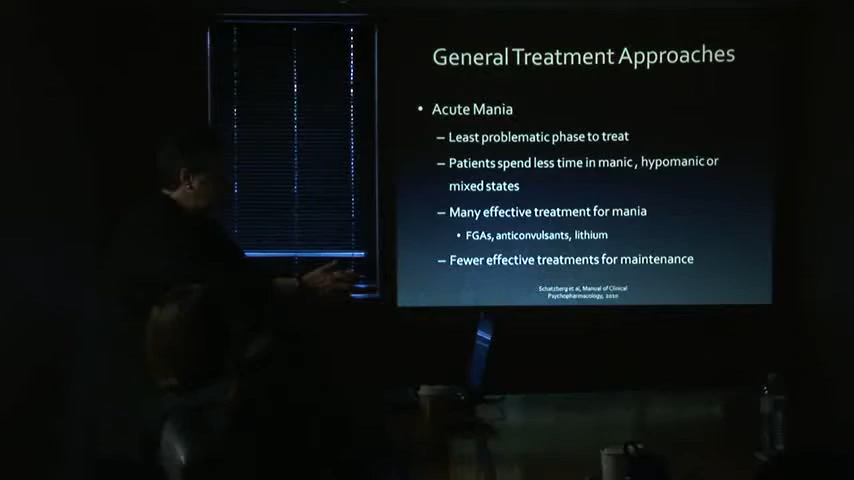 General Treatment Approaches
• Acute Mania
– Least problematic phase to treat
– Patients spend less time in manic, hypomanic or
mixed states
– Many effective treatment for mania
• FGAs, anticonvulsants, lithium
– Fewer effective treatments for maintenance
Schatzberg et al, Manual of Clinical
Psychopharmacology, 2010